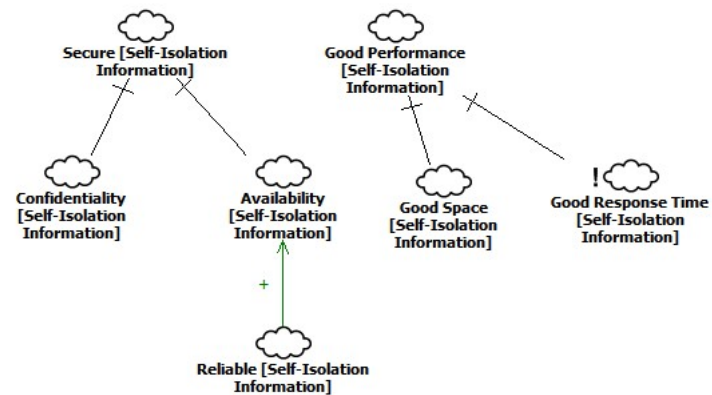 Secure [Self-Isolation
Information]
Good Performance
[Self-Isolation
Information]
Confidentiality
[Self-Isolation
Information]
Availability
[Self-Isolation
Information]
Good Space
[Self-Isolation
Information]
!
Good Response Time
[Self-Isolation
Information]
+
Reliable [Self-Isolation
Information]